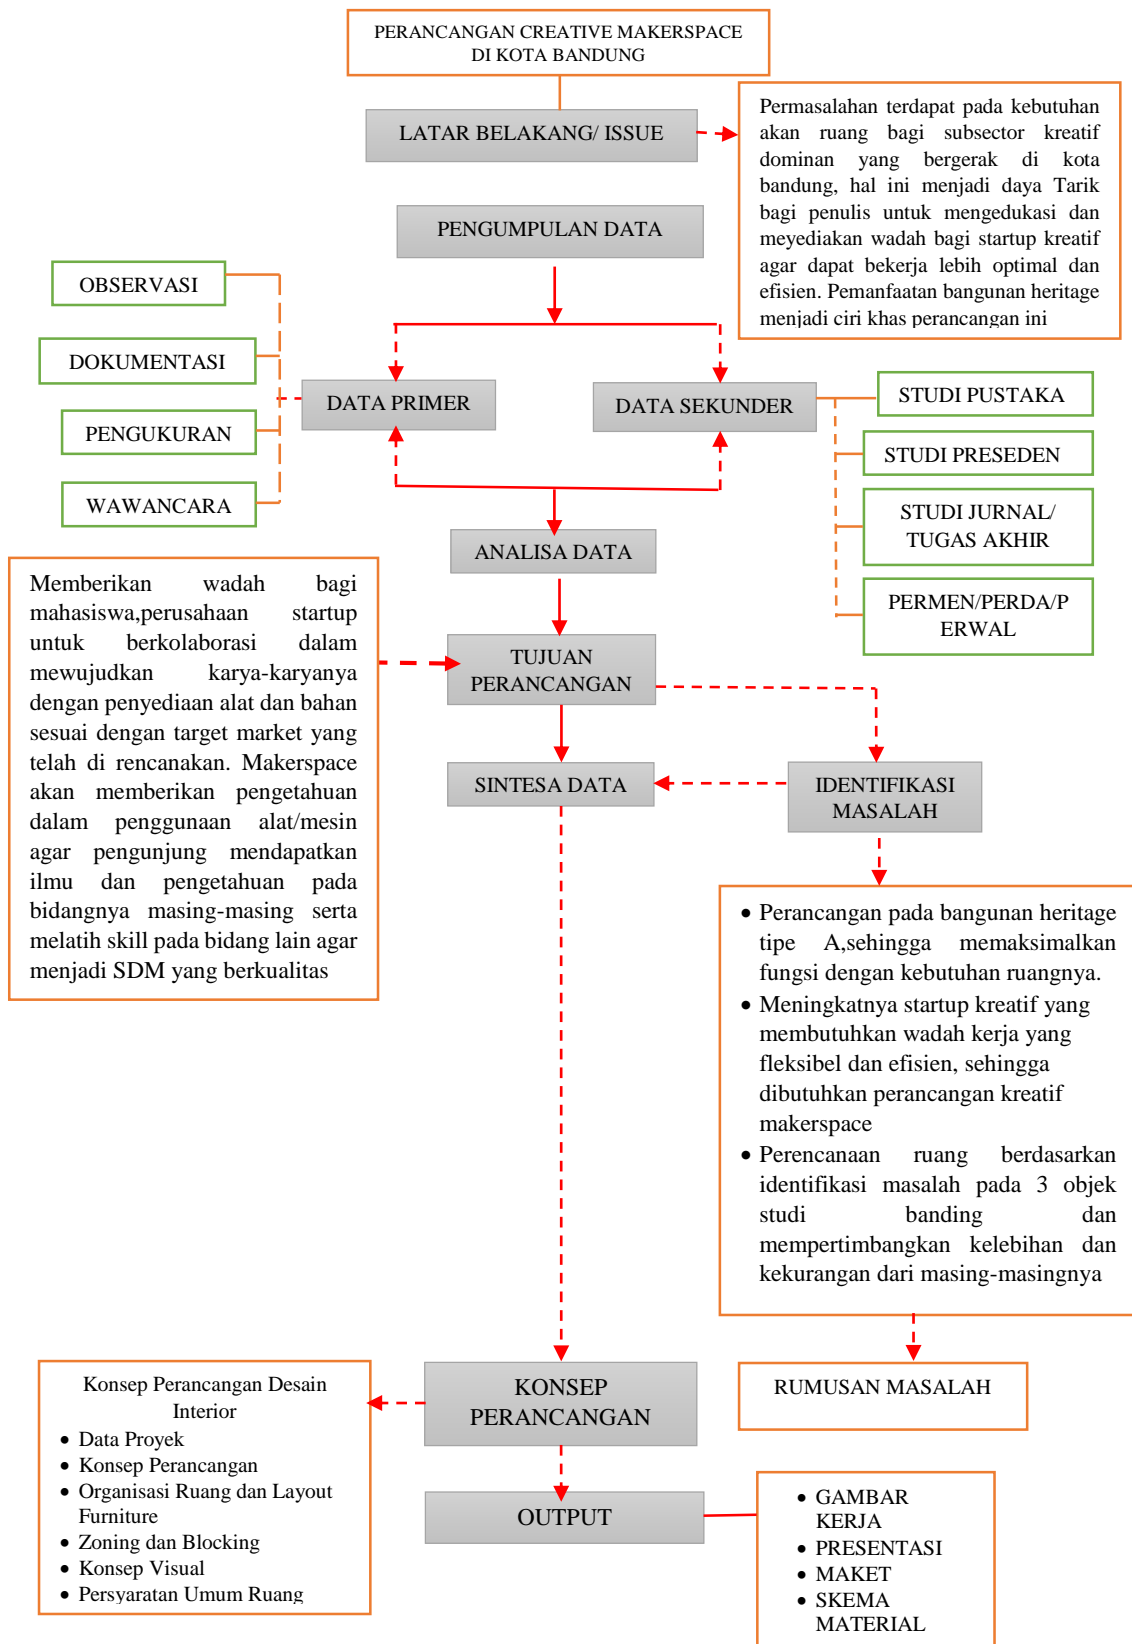 PERANCANGAN CREATIVE MAKERSPACE
DI KOTA BANDUNG
LATAR BELAKANG/ ISSUE
Permasalahan terdapat pada kebutuhan
akan ruang bagi subsector kreatif
dominan yang bergerak di kota
bandung, hal ini menjadi daya Tarik
bagi penulis untuk mengedukasi dan
meyediakan wadah bagi startup kreatif
agar dapat bekerja lebih optimal dan
efisien. Pemanfaatan bangunan heritage
menjadi ciri khas perancangan ini
PENGUMPULAN DATA
OBSERVASI
DOKUMENTASI
PENGUKURAN
WAWANCARA
DATA PRIMER
DATA SEKUNDER
STUDI PUSTAKA
STUDI PRESEDEN
STUDI JURNAL/
TUGAS AKHIR
PERMEN/PERDA/P
ERWAL
ANALISA DATA
Memberikan wadah bagi
mahasiswa,perusahaan startup
untuk berkolaborasi dalam
mewujudkan karya-karyanya
dengan penyediaan alat dan bahan
sesuai dengan target market yang
telah di rencanakan. Makerspace
akan memberikan pengetahuan
dalam penggunaan alat/mesin
agar pengunjung mendapatkan
ilmu dan pengetahuan pada
bidangnya masing-masing serta
melatih skill pada bidang lain agar
menjadi SDM yang berkualitas
TUJUAN
PERANCANGAN
SINTESA DATA
IDENTIFIKASI
MASALAH
• Perancangan pada bangunan heritage
tipe A,sehingga memaksimalkan
fungsi dengan kebutuhan ruangnya.
• Meningkatnya startup kreatif yang
membutuhkan wadah kerja yang
fleksibel dan efisien, sehingga
dibutuhkan perancangan kreatif
makerspace
• Perencanaan ruang berdasarkan
identifikasi masalah pada 3 objek
studi banding dan
mempertimbangkan kelebihan dan
kekurangan dari masing-masingnya
RUMUSAN MASALAH
KONSEP
PERANCANGAN
Konsep Perancangan Desain
Interior
• Data Proyek
• Konsep Perancangan
• Organisasi Ruang dan Layout
Furniture
• Zoning dan Blocking
• Konsep Visual
• Persyaratan Umum Ruang
OUTPUT
• GAMBAR
KERJA
• PRESENTASI
• MAKET
• SKEMA
MATERIAL